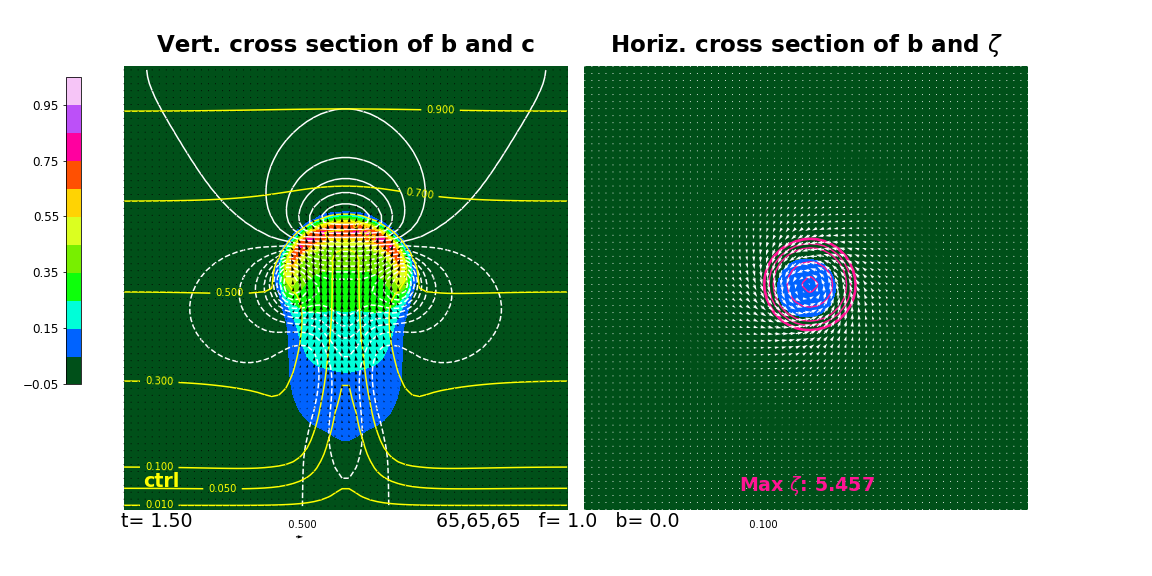 Vert. cross section of b and c
Horiz. cross section of b and ζ
0.95
0.75
0.55
0.35
0.15
−0.05
0.900
0.700
0.500
0.300
0.100
0.050
0.010
ctrl
Max ζ: 5.457
t= 1.50
0.500
65,65,65 f= 1.0 b= 0.0
0.100